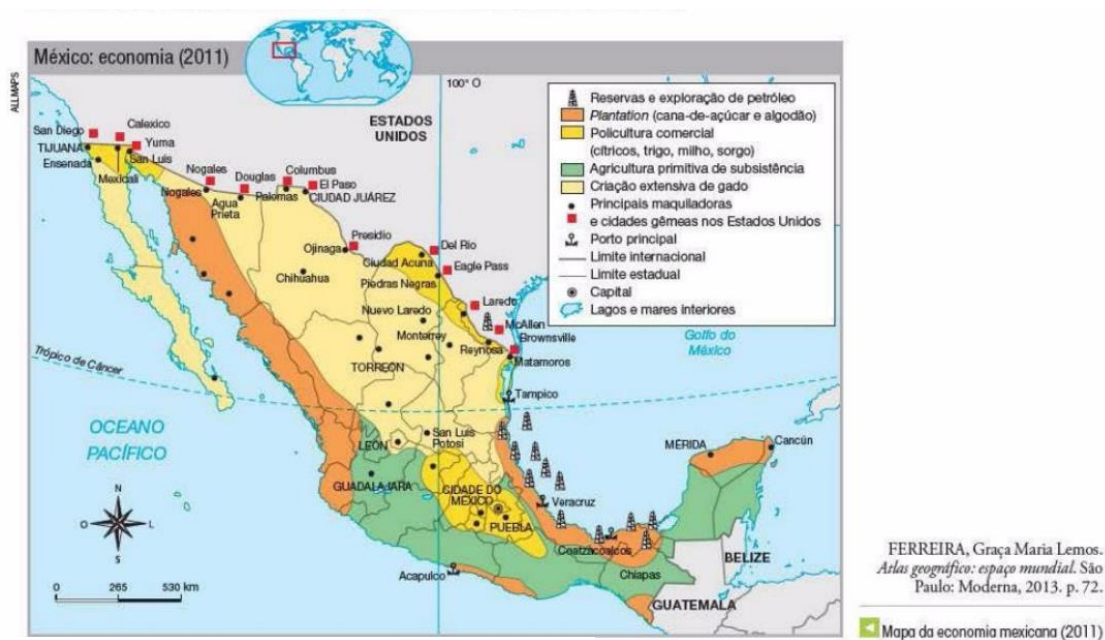 México: economia (2011)
ALLMAPS
100° O
ESTADOS
UNIDOS
Reservas e exploração de petróleo
Plantation (cana-de-açúcar e algodão)
Policultura comercial
(cítricos, trigo, milho, sorgo)
Agricultura primitiva de subsistência
Criação extensiva de gado
Principais maquiladoras
e cidades gêmeas nos Estados Unidos
Porto principal
Limite internacional
Limite estadual
Capital
Lagos e mares interiores
San Diego
Calexico
Yuma
TIJUANA
San Luis
Ensenada
Mexicali
Nogales
Douglas
Columbus
El Paso
Nogales
Palomas
CIUDAD JUÁREZ
Agua
Prieta
Presidio
Ojinaga
Del Río
Ciudad Acuna
Eagle Pass
Chihuahua
Piedras Negras
Laredo
Nuevo Laredo
McAllen
Monterrey
Brownsville
Reynosa
Matamoros
TORREÓN
Golfo do
México
Trópico de Câncer
Tampico
OCEANO
PACÍFICO
San Luis
Potosí
LEÓN
MÉRIDA
Cancún
GUADALAJARA
CIDADE DO
MÉXICO
Veracruz
PUEBLA
Coatzacoalcos
BELIZE
Acapulco
Chiapas
GUATEMALA
N
O
L
S
0
265
530 km
FERREIRA, Graça Maria Lemos.
Atlas geográfico: espaço mundial. São
Paulo: Moderna, 2013. p. 72.
Mapa da economia mexicana (2011)